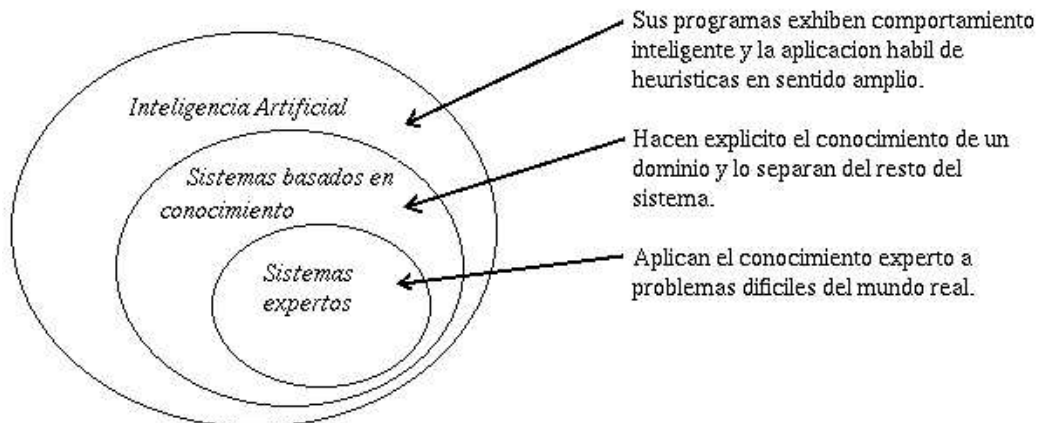 Sus programas exhiben comportamiento
inteligente y la aplicacion habil de
heuristicas en sentido amplio.
Inteligencia Artificial
Hacen explicito el conocimiento de un
dominio y lo separan del resto del
sistema.
Sistemas basados en
conocimiento
Aplican el conocimiento experto a
problemas dificiles del mundo real.
Sistemas
expertos